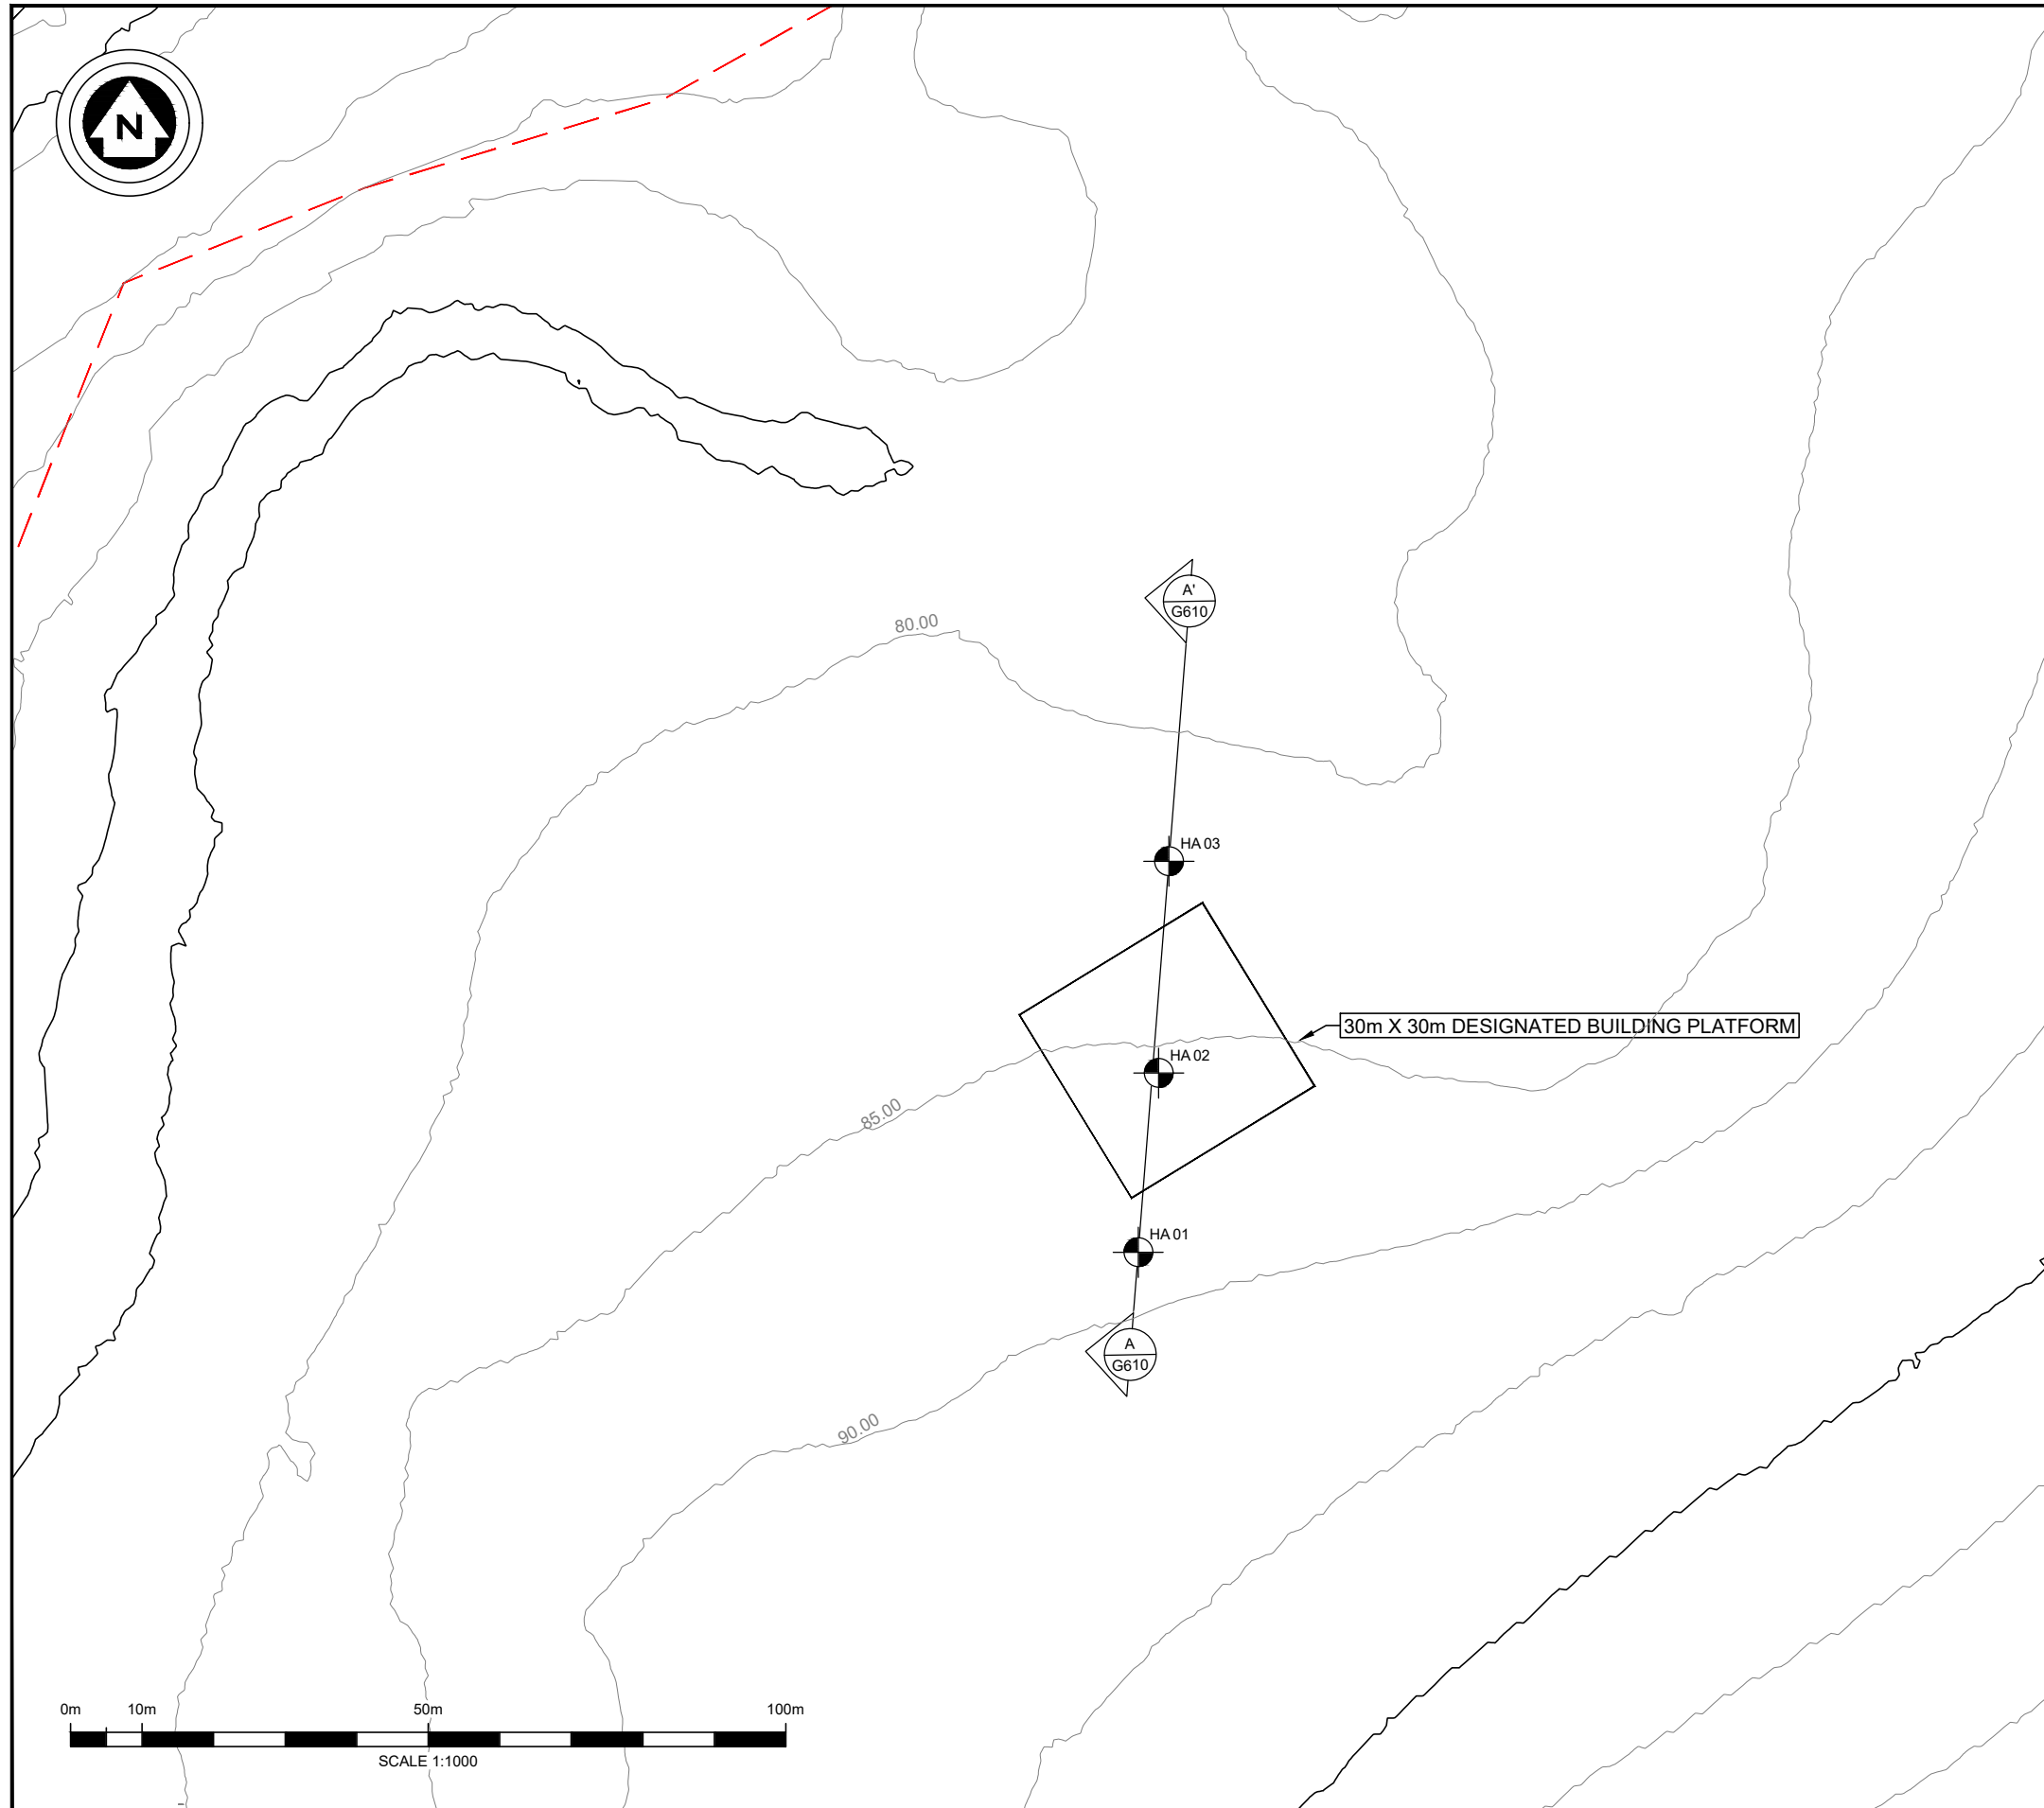 N
A'
G610
80.00
HA 03
30m X 30m DESIGNATED BUILDING PLATFORM
HA 02
85.00
HA 01
A
G610
90.00
0m 10m 50m 100m
SCALE 1:1000